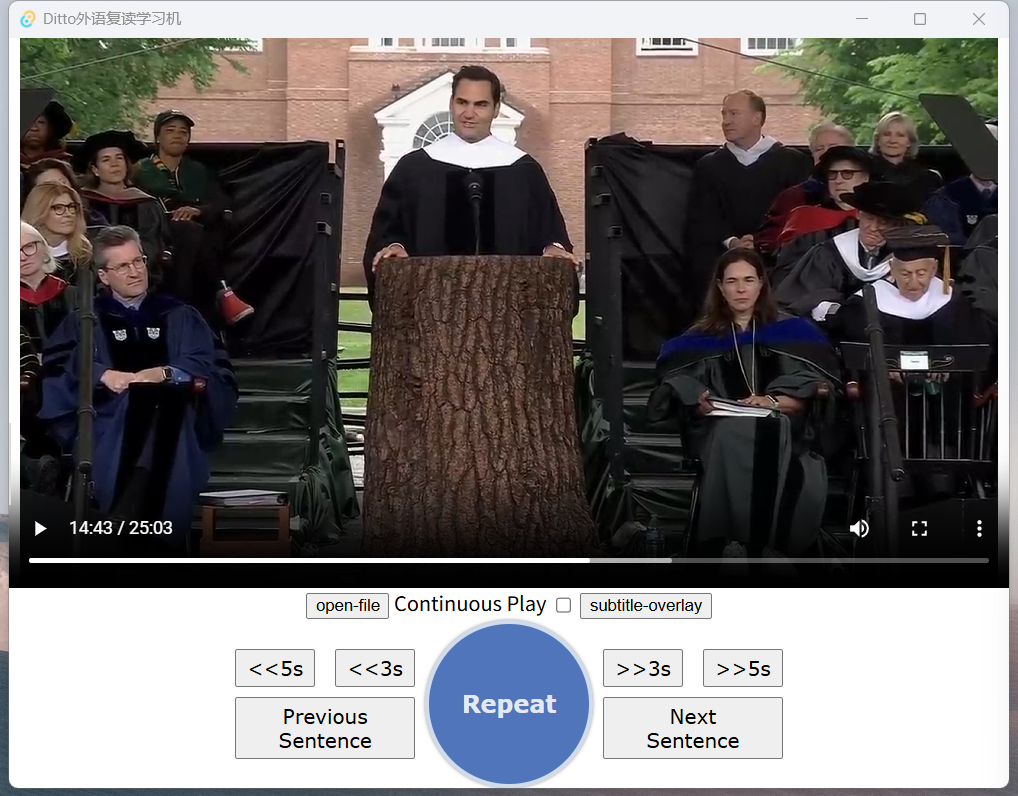 Ditto外语复读学习机
14:43 / 25:03
open-file Continuous Play subtitle-overlay
<<5s <<3s Repeat >>3s >>5s
Previous
Sentence
Next
Sentence